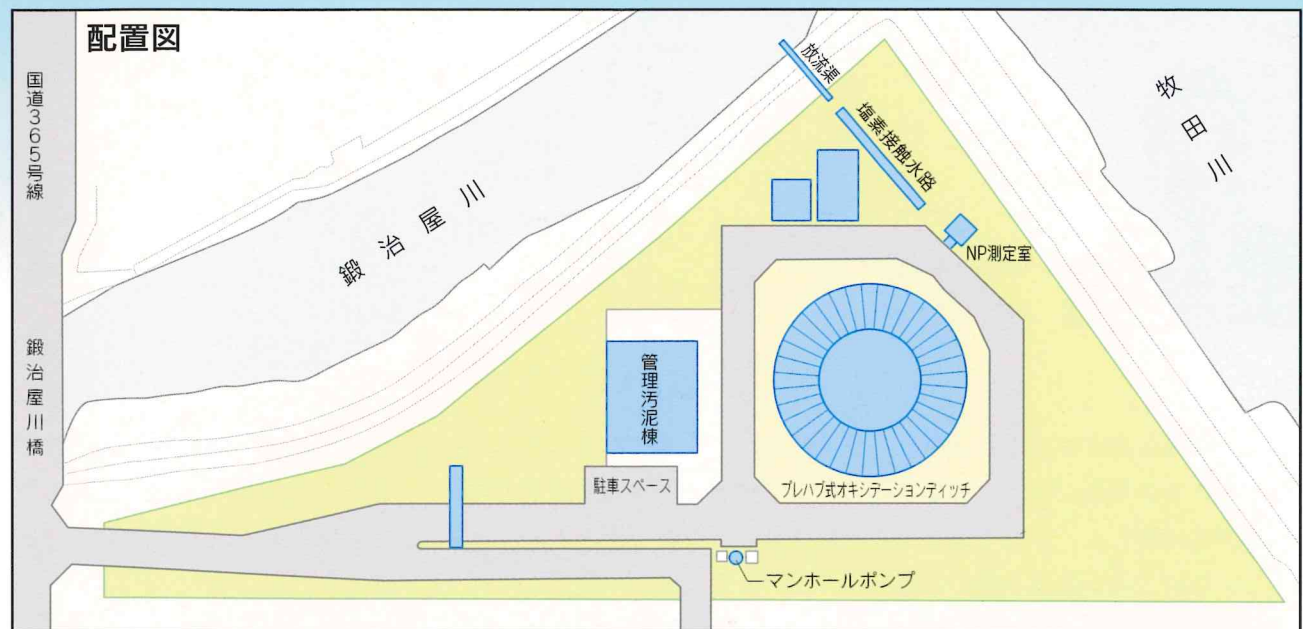 配置図
国道365号線
鍛治屋川橋
鍛治屋川
牧田川
放流渠
塩素接触水路
NP測定室
管理汚泥棟
駐車スペース
プレハブ式オキシデーションディッチ
マンホールポンプ